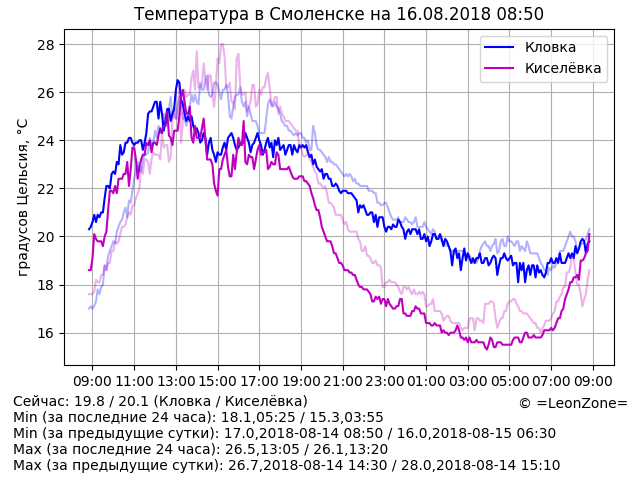 Температура в Смоленске на 16.08.2018 08:50
градусов Цельсия, °C
28
26
24
22
20
18
16
Кловка
Киселёвка
09:00 11:00 13:00 15:00 17:00 19:00 21:00 23:00 01:00 03:00 05:00 07:00 09:00
Сейчас: 19.8 / 20.1 (Кловка / Киселёвка)
© =LeonZone=
Min (за последние 24 часа): 18.1,05:25 / 15.3,03:55
Min (за предыдущие сутки): 17.0,2018-08-14 08:50 / 16.0,2018-08-15 06:30
Max (за последние 24 часа): 26.5,13:05 / 26.1,13:20
Max (за предыдущие сутки): 26.7,2018-08-14 14:30 / 28.0,2018-08-14 15:10